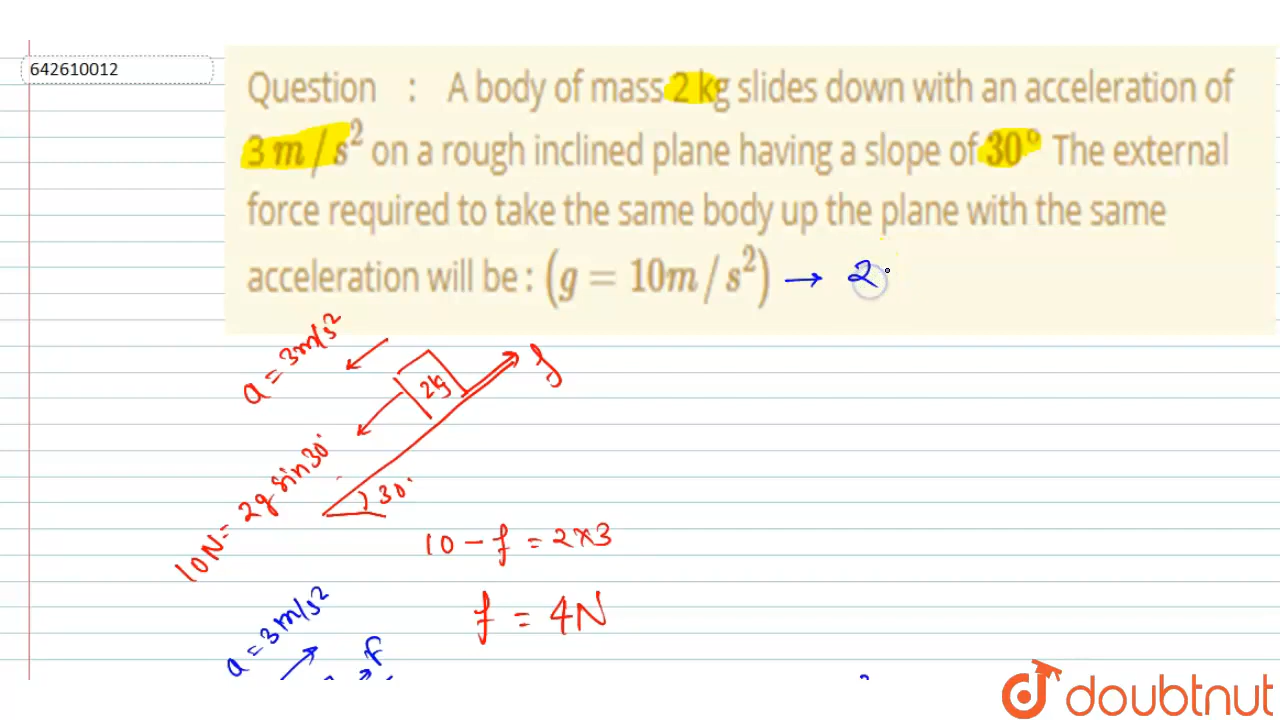 642610012
Question : A body of mass 2 kg slides down with an acceleration of
3 m/s² on a rough inclined plane having a slope of 30° The external
force required to take the same body up the plane with the same
acceleration will be : (g = 10m/s²) → 2
a = 3m/s²
2kg
f
10N = 2g sin30°
30°
10 - f = 2×3
f = 4N
a = 3m/s²
F
doubtnut